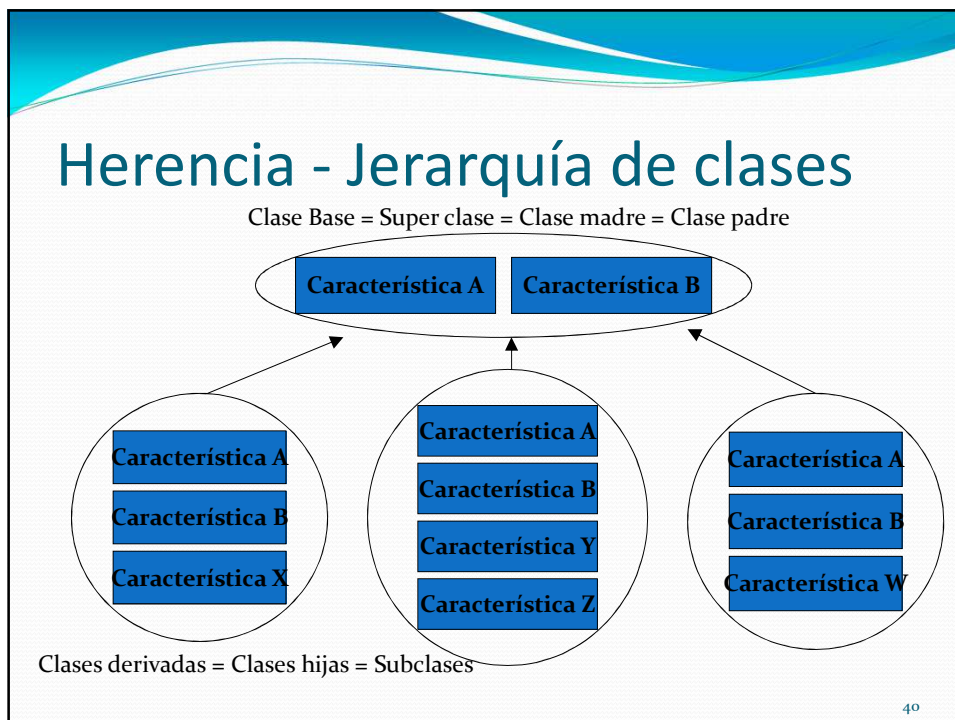 Herencia - Jerarquía de clases
Clase Base = Super clase = Clase madre = Clase padre
Característica A
Característica B
Característica A
Característica B
Característica X
Característica A
Característica B
Característica Y
Característica Z
Característica A
Característica B
Característica W
Clases derivadas = Clases hijas = Subclases
40